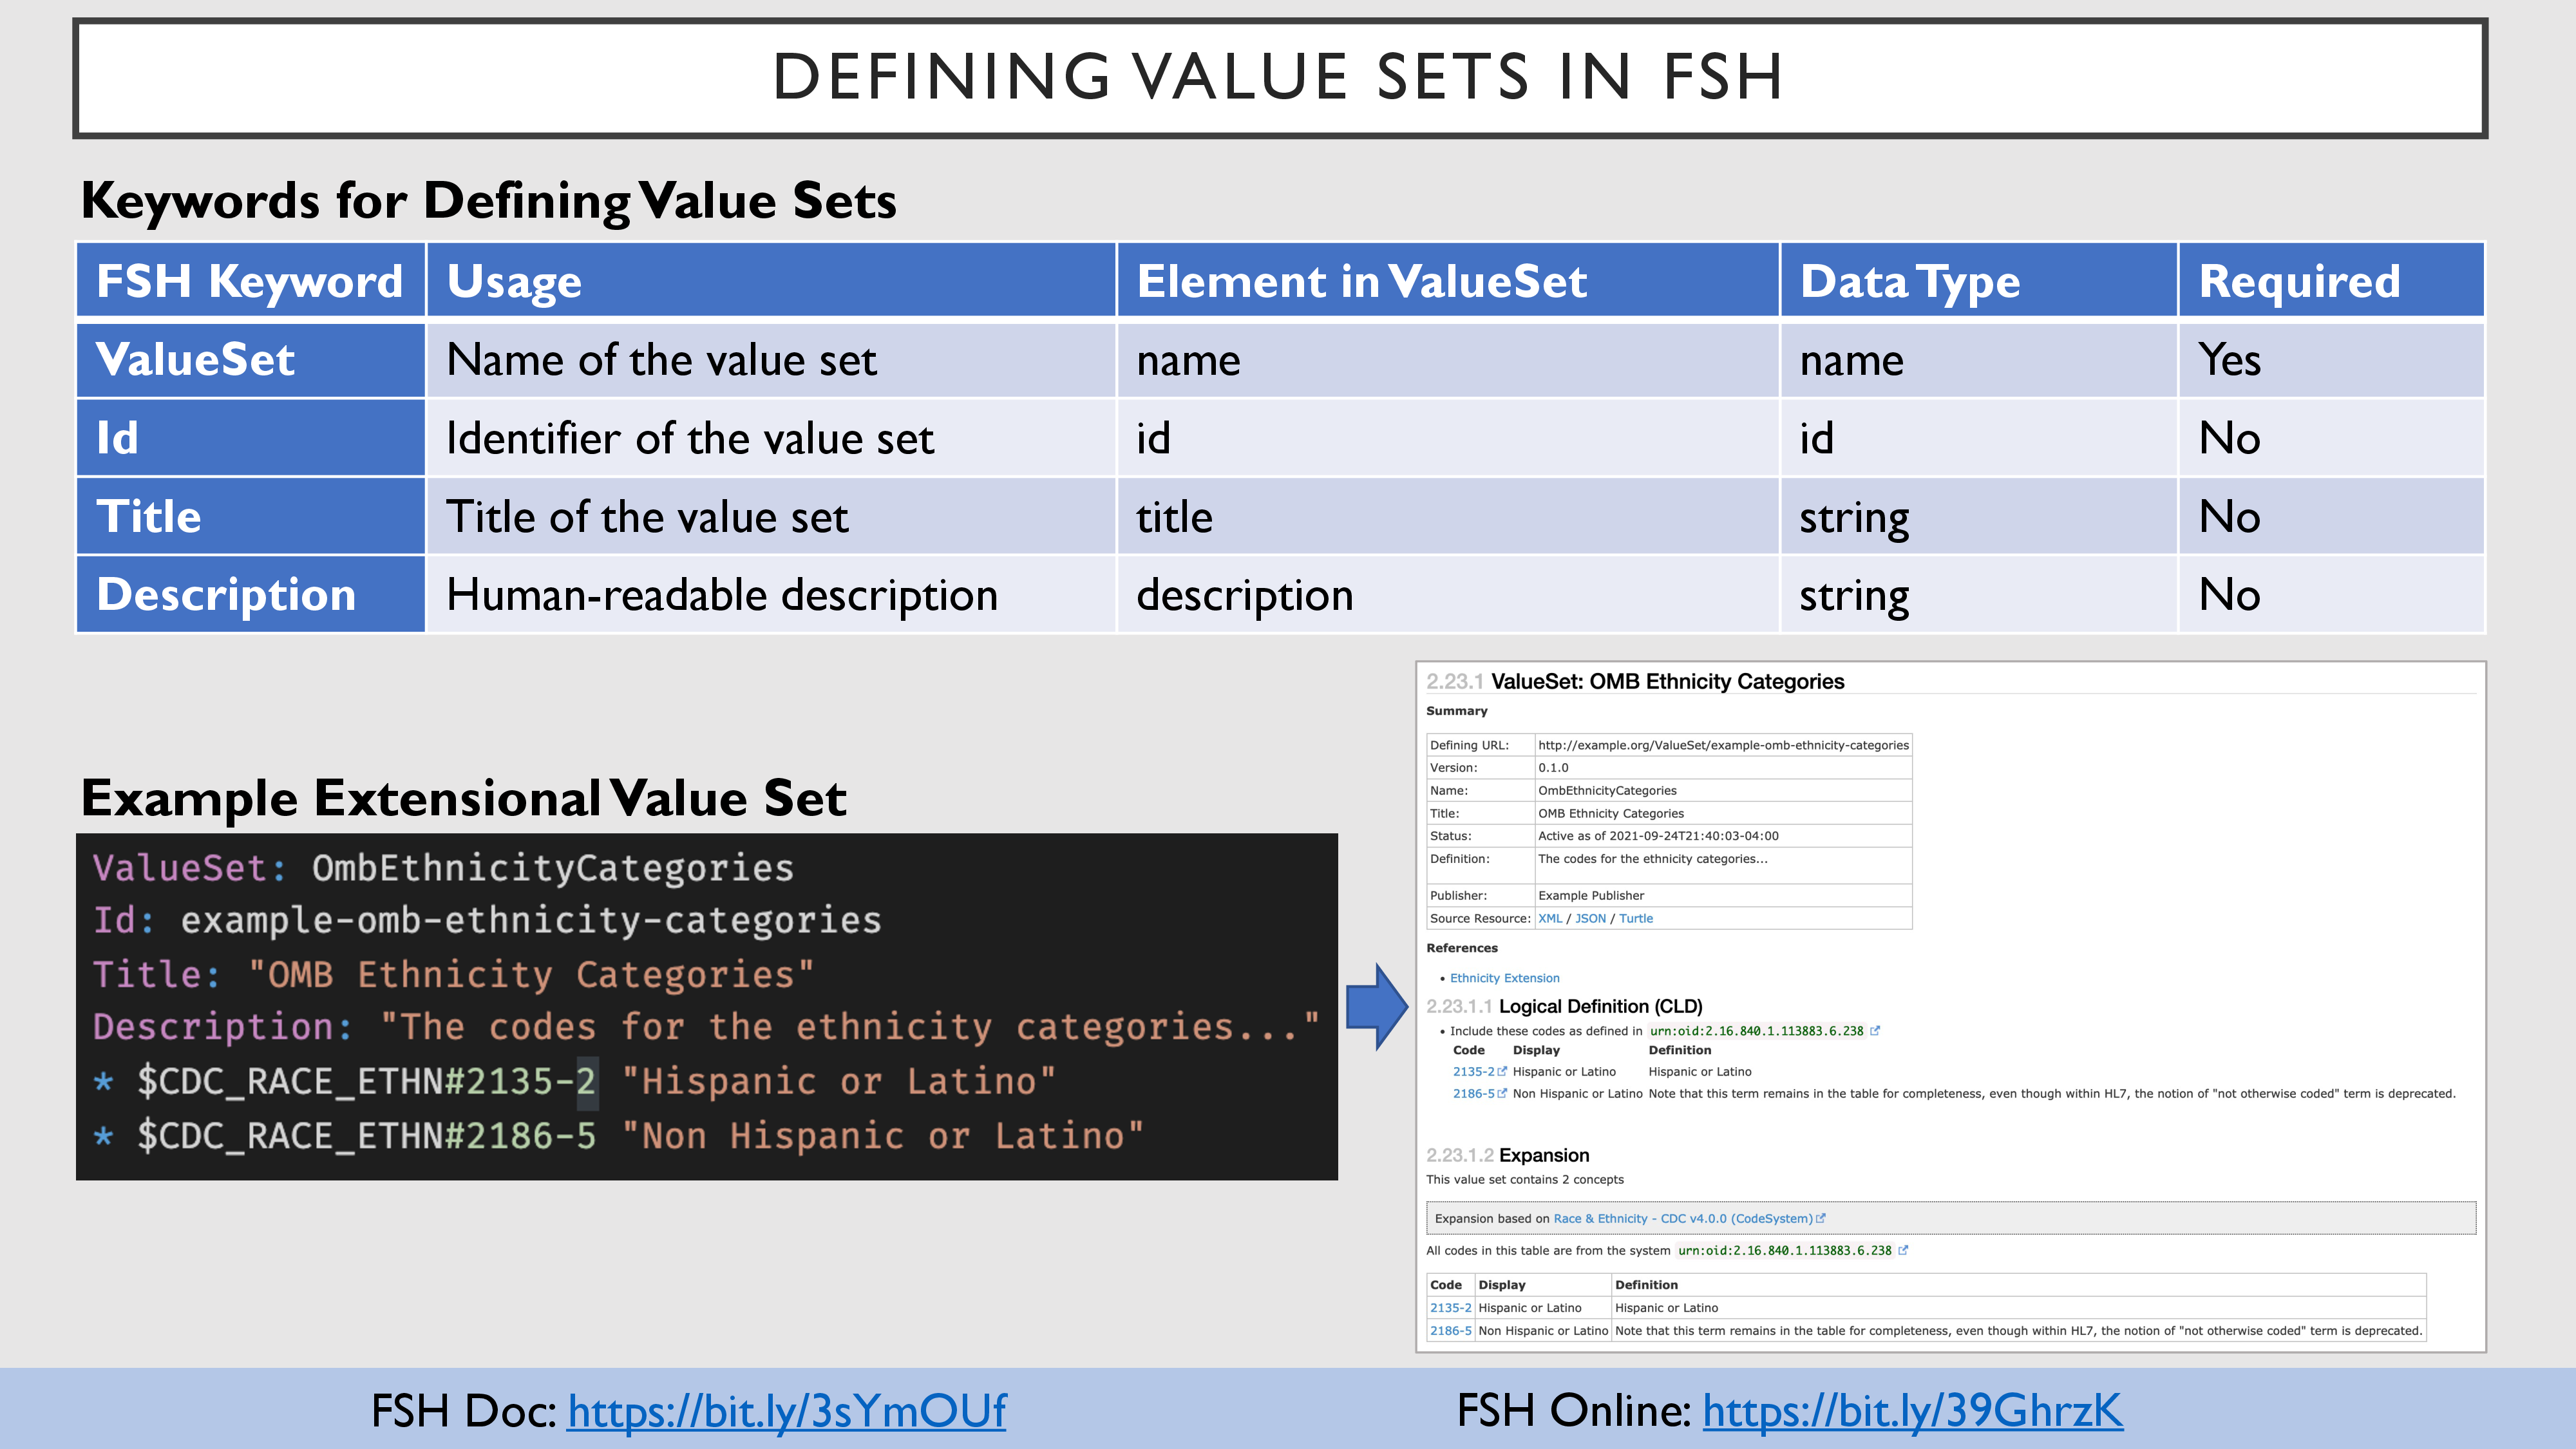 DEFINING VALUE SETS IN FSH
Keywords for Defining Value Sets
FSH Keyword Usage Element in ValueSet Data Type Required
ValueSet Name of the value set name name Yes
Id Identifier of the value set id id No
Title Title of the value set title string No
Description Human-readable description description string No
Example Extensional Value Set
ValueSet: OmbEthnicityCategories
Id: example-omb-ethnicity-categories
Title: "OMB Ethnicity Categories"
Description: "The codes for the ethnicity categories..."
* $CDC_RACE_ETHN#2135-2 "Hispanic or Latino"
* $CDC_RACE_ETHN#2186-5 "Non Hispanic or Latino"
2.23.1 ValueSet: OMB Ethnicity Categories
Summary
Defining URL: http://example.org/ValueSet/example-omb-ethnicity-categories
Version: 0.1.0
Name: OmbEthnicityCategories
Title: OMB Ethnicity Categories
Status: Active as of 2021-09-24T21:40:03-04:00
Definition: The codes for the ethnicity categories...
Publisher: Example Publisher
Source Resource: XML / JSON / Turtle
References
• Ethnicity Extension
2.23.1.1 Logical Definition (CLD)
• Include these codes as defined in urn:oid:2.16.840.1.113883.6.238
Code Display Definition
2135-2 Hispanic or Latino Hispanic or Latino
2186-5 Non Hispanic or Latino Note that this term remains in the table for completeness, even though within HL7, the notion of "not otherwise coded" term is deprecated.
2.23.1.2 Expansion
This value set contains 2 concepts
Expansion based on Race & Ethnicity - CDC v4.0.0 (CodeSystem)
All codes in this table are from the system urn:oid:2.16.840.1.113883.6.238
Code Display Definition
2135-2 Hispanic or Latino Hispanic or Latino
2186-5 Non Hispanic or Latino Note that this term remains in the table for completeness, even though within HL7, the notion of "not otherwise coded" term is deprecated.
FSH Doc: https://bit.ly/3sYmOUf
FSH Online: https://bit.ly/39GhrzK